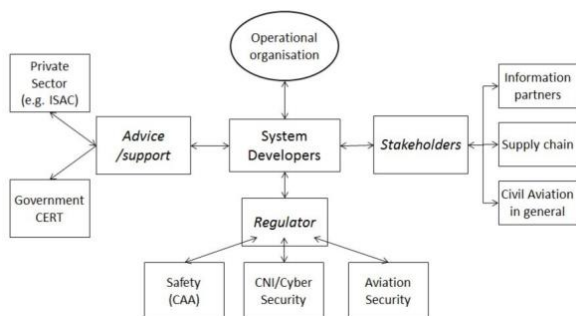 Operational
organisation
Private
Sector
(e.g. ISAC)
Government
CERT
Advice
/support
System
Developers
Stakeholders
Information
partners
Supply chain
Civil Aviation
in general
Regulator
Safety
(CAA)
CNI/Cyber
Security
Aviation
Security